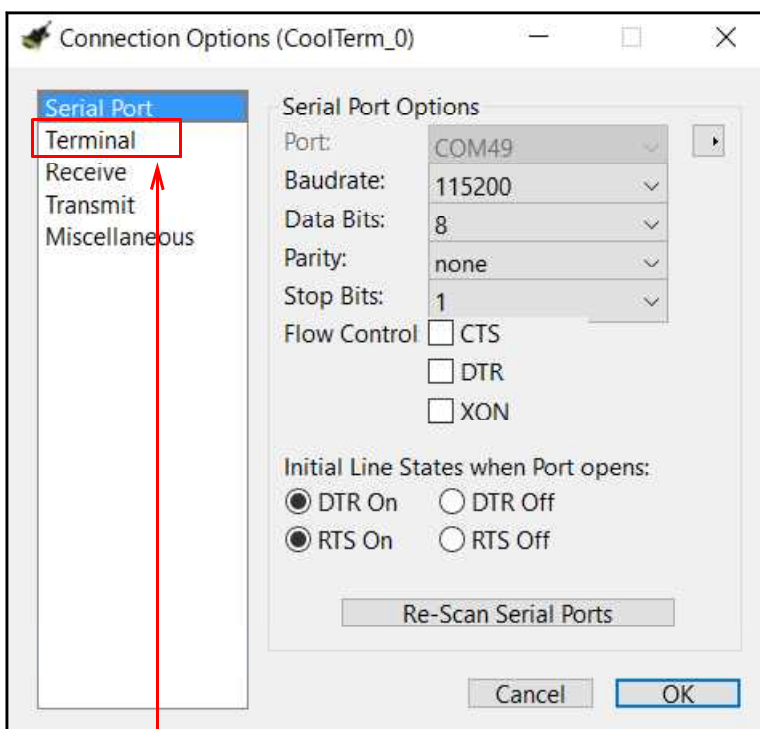 Connection Options (CoolTerm_0)
Serial Port
Terminal
Receive
Transmit
Miscellaneous
Serial Port Options
Port: COM49
Baudrate: 115200
Data Bits: 8
Parity: none
Stop Bits: 1
Flow Control CTS
DTR
XON
Initial Line States when Port opens:
DTR On DTR Off
RTS On RTS Off
Re-Scan Serial Ports
Cancel OK